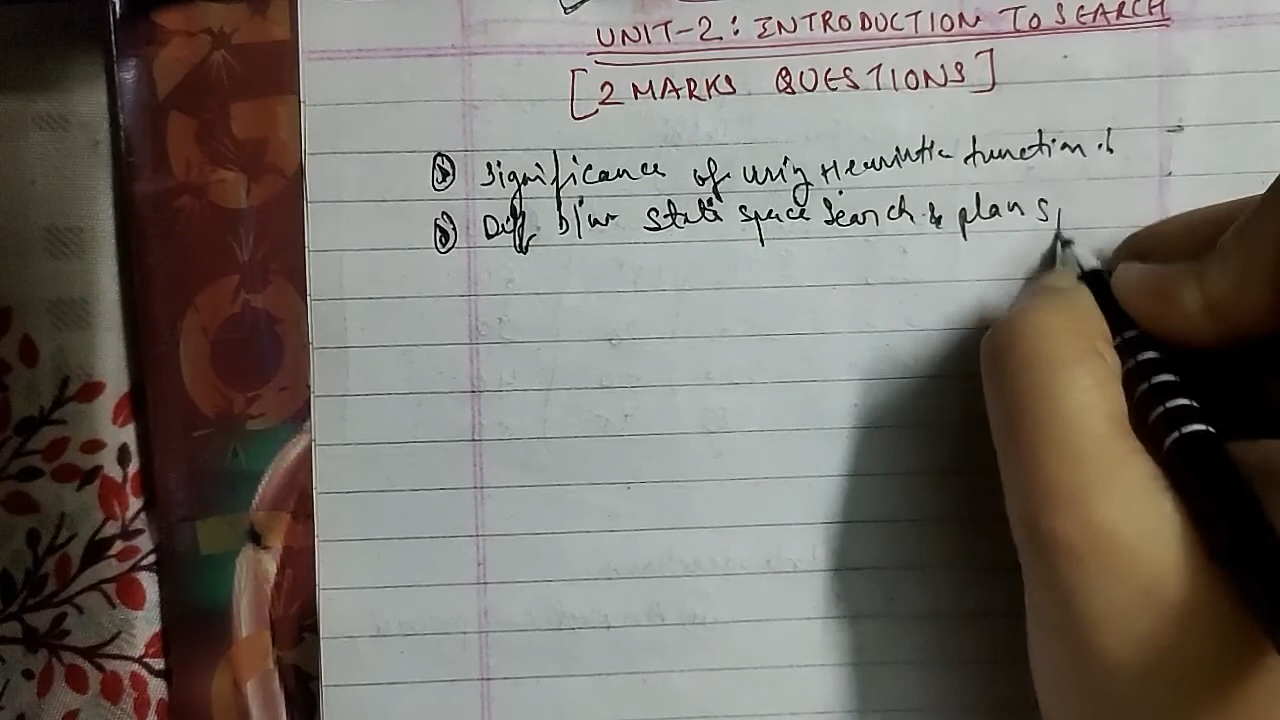 UNIT-2: INTRODUCTION TO SEARCH
[2 MARKS QUESTIONS]
Significance of using Heuristic function.
Diff b/w state space search & plan s